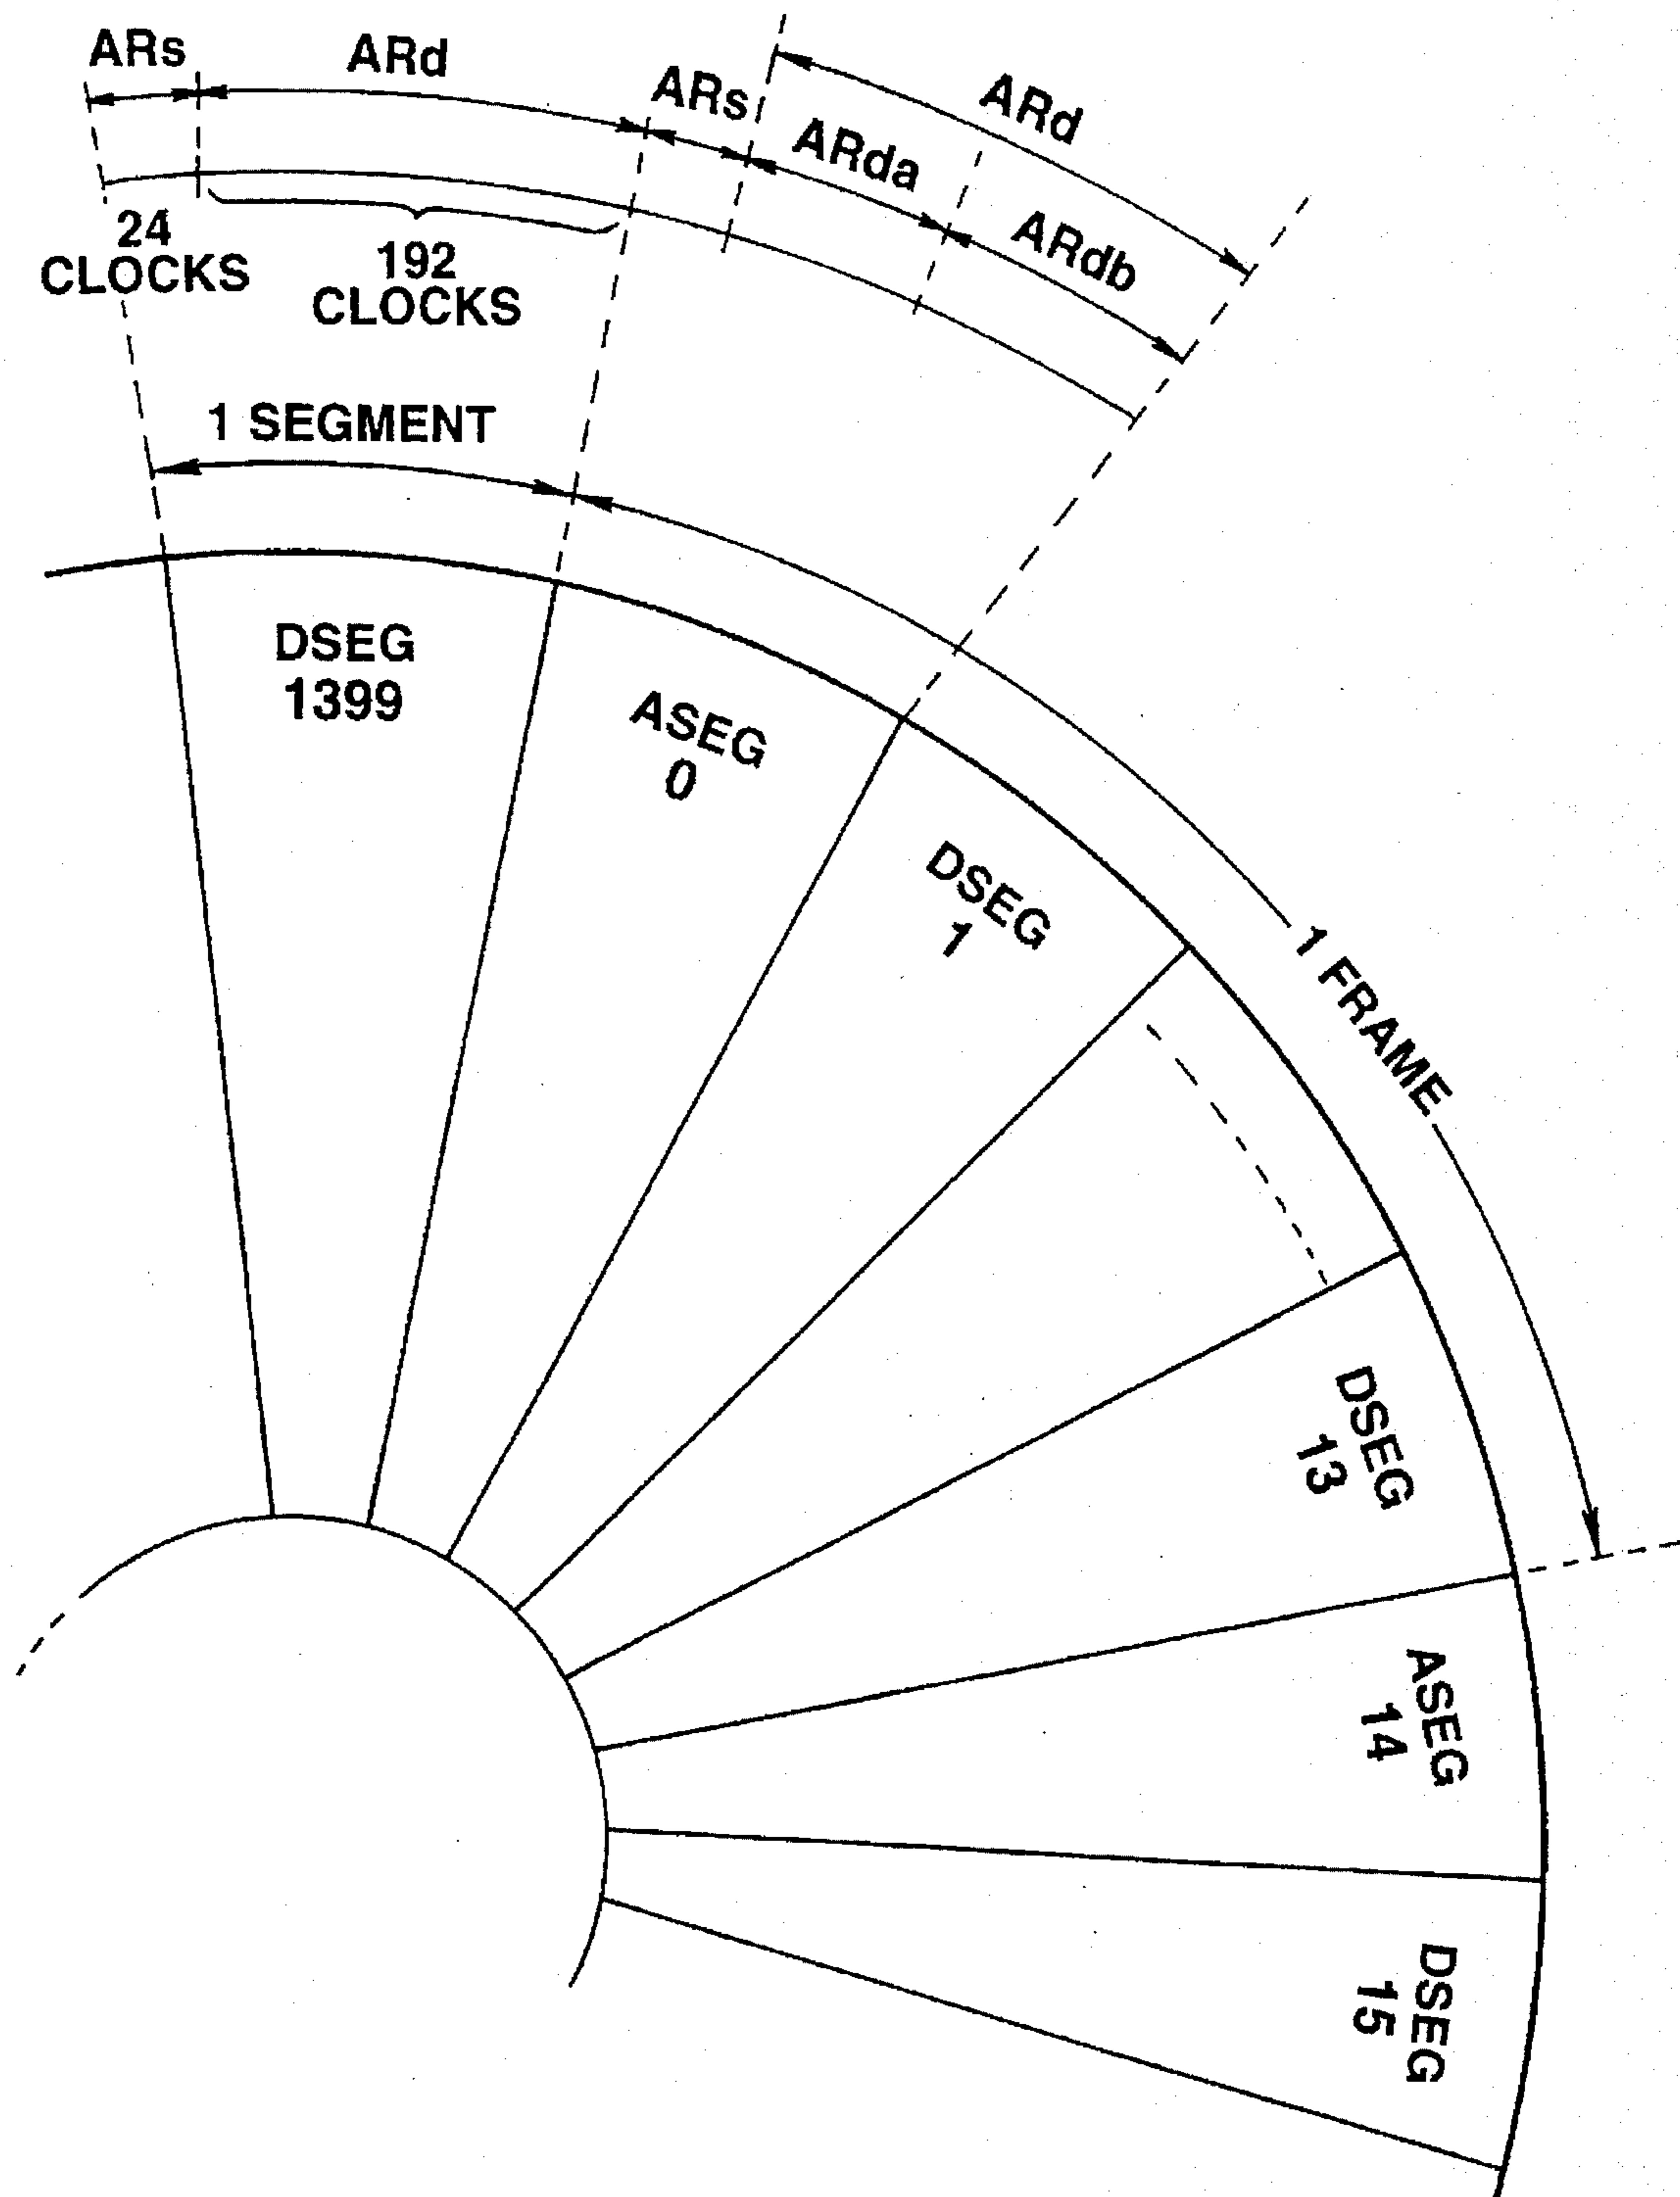 ARs
ARd
ARs
ARd
ARda
ARdb
24
CLOCKS
192
CLOCKS
1 SEGMENT
DSEG
1399
ASEG
0
DSEG
1
1 FRAME
DSEG
13
ASEG
14
DSEG
15